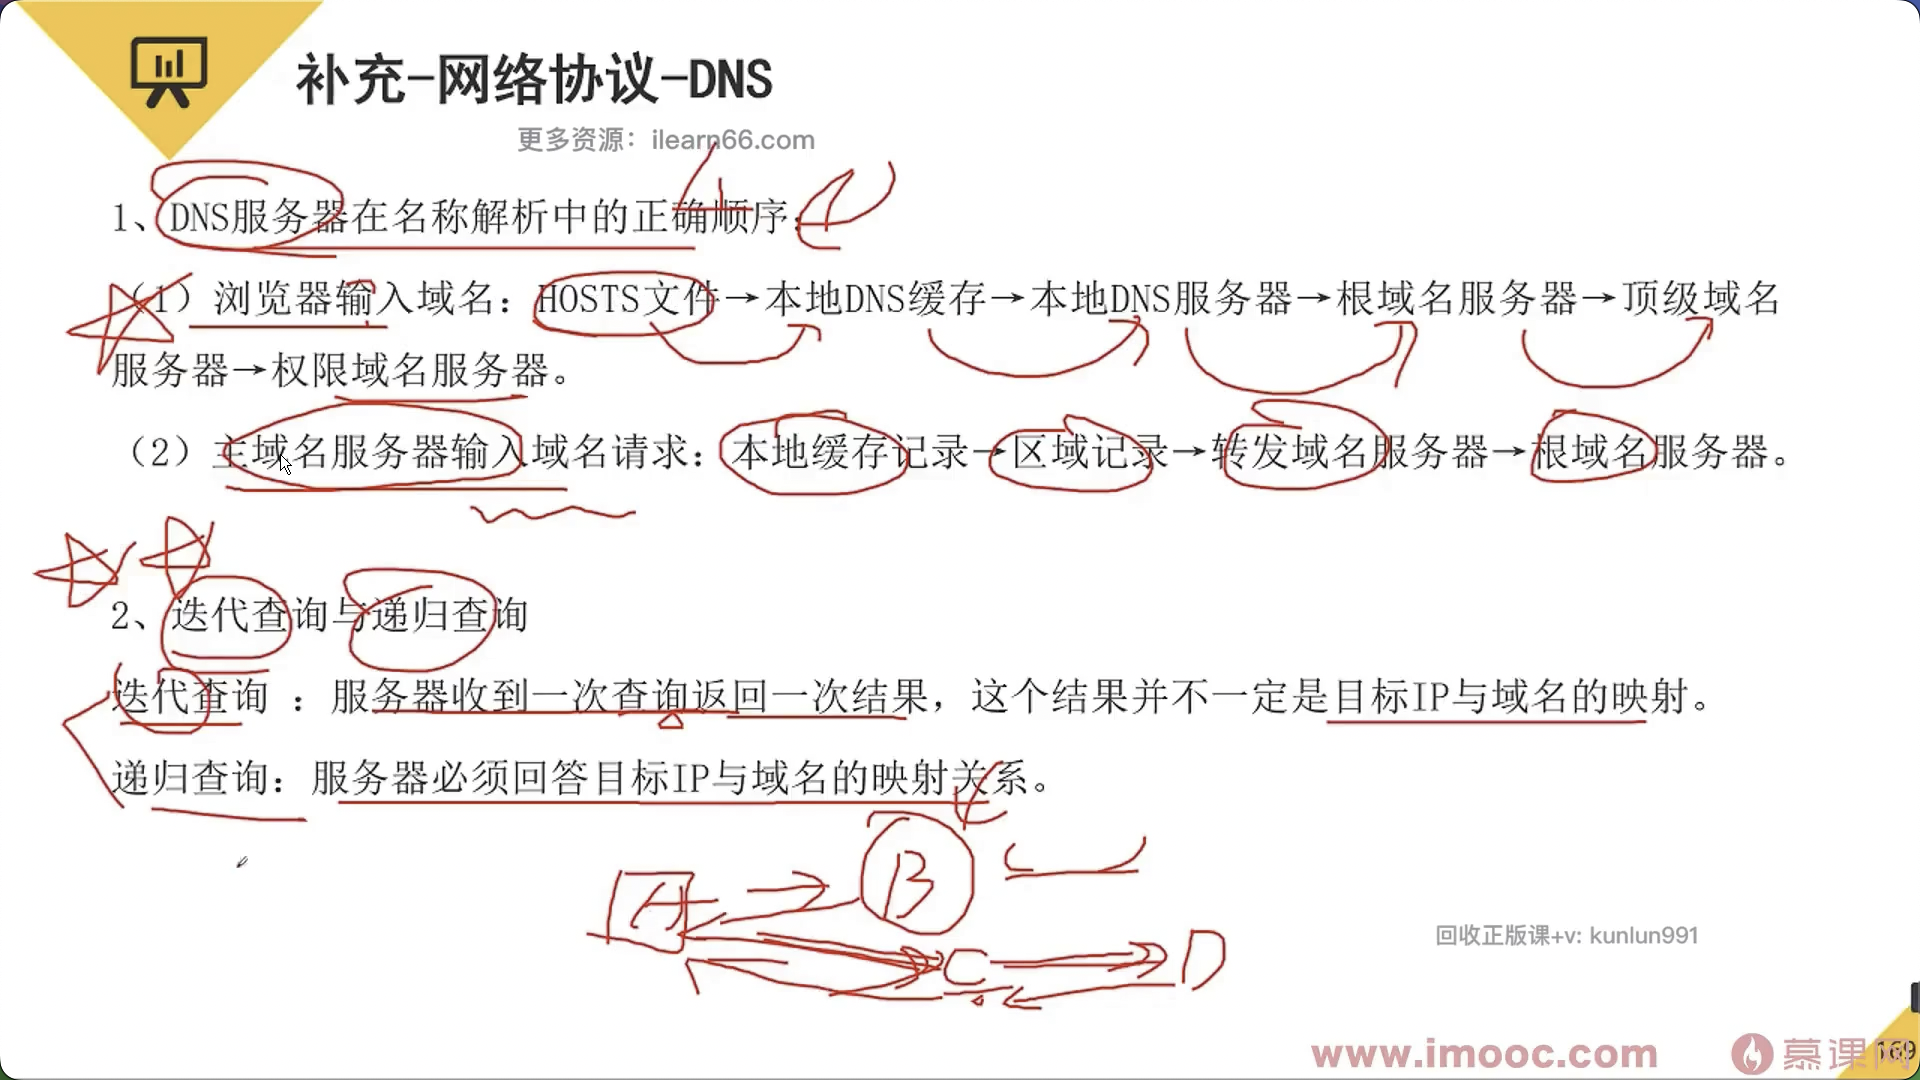 补充-网络协议-DNS
更多资源：ilearn66.com
1、DNS服务器在名称解析中的正确顺序：
（1）浏览器输入域名：HOSTS文件→本地DNS缓存→本地DNS服务器→根域名服务器→顶级域名
服务器→权限域名服务器。
（2）主域名服务器输入域名请求：本地缓存记录→区域记录→转发域名服务器→根域名服务器。
2、迭代查询与递归查询
迭代查询 ：服务器收到一次查询返回一次结果，这个结果并不一定是目标IP与域名的映射。
递归查询：服务器必须回答目标IP与域名的映射关系。
A
B
C
D
回收正版课+v: kunlun991
www.imooc.com
慕课网
169